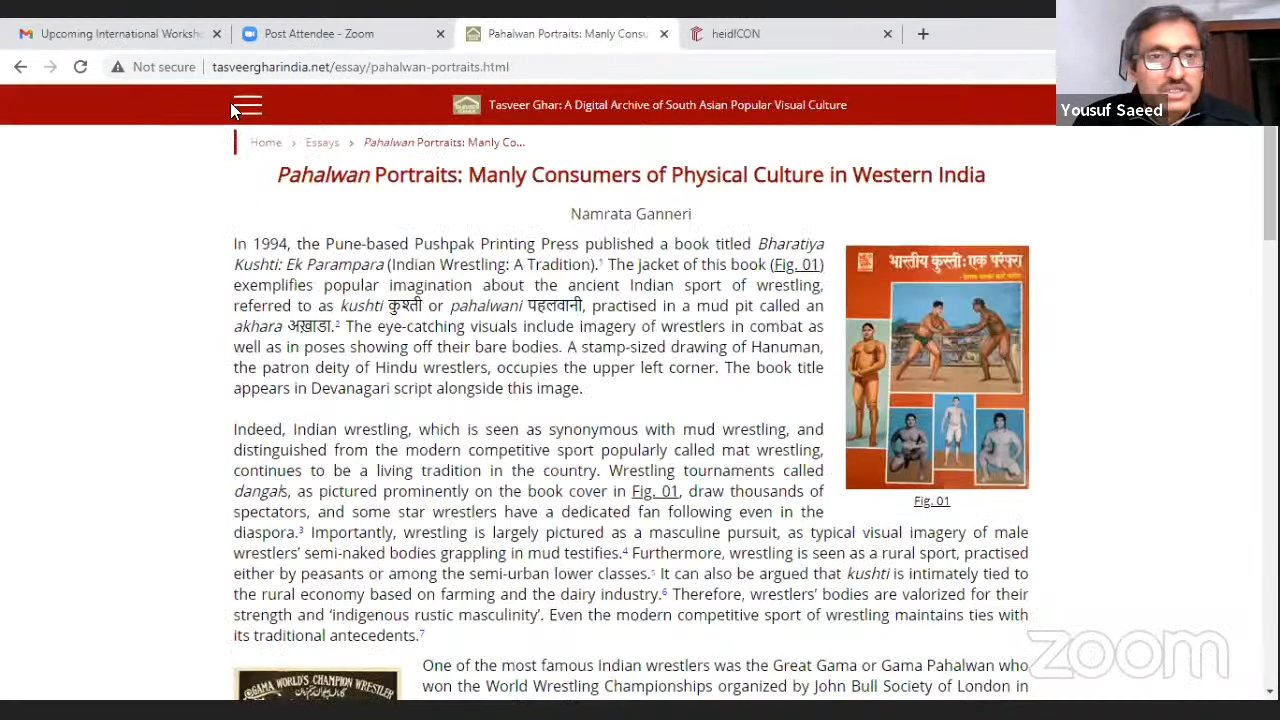 Upcoming International Worksho
Post Attendee - Zoom
Pahalwan Portraits: Manly Consu
heidICON
Not secure
tasveergharindia.net/essay/pahalwan-portraits.html
Yousuf Saeed
Tasveer Ghar: A Digital Archive of South Asian Popular Visual Culture
Home › Essays › Pahalwan Portraits: Manly Co...
Pahalwan Portraits: Manly Consumers of Physical Culture in Western India
Namrata Ganneri
In 1994, the Pune-based Pushpak Printing Press published a book titled Bharatiya
Kushti: Ek Parampara (Indian Wrestling: A Tradition).¹ The jacket of this book (Fig. 01)
exemplifies popular imagination about the ancient Indian sport of wrestling,
referred to as kushti कुश्ती or pahalwani पहलवानी, practised in a mud pit called an
akhara अखाडा.² The eye-catching visuals include imagery of wrestlers in combat as
well as in poses showing off their bare bodies. A stamp-sized drawing of Hanuman,
the patron deity of Hindu wrestlers, occupies the upper left corner. The book title
appears in Devanagari script alongside this image.
भारतीय कुस्ती: एक परंपरा
Fig. 01
Indeed, Indian wrestling, which is seen as synonymous with mud wrestling, and
distinguished from the modern competitive sport popularly called mat wrestling,
continues to be a living tradition in the country. Wrestling tournaments called
dangals, as pictured prominently on the book cover in Fig. 01, draw thousands of
spectators, and some star wrestlers have a dedicated fan following even in the
diaspora.³ Importantly, wrestling is largely pictured as a masculine pursuit, as typical visual imagery of male
wrestlers' semi-naked bodies grappling in mud testifies.⁴ Furthermore, wrestling is seen as a rural sport, practised
either by peasants or among the semi-urban lower classes.⁵ It can also be argued that kushti is intimately tied to
the rural economy based on farming and the dairy industry.⁶ Therefore, wrestlers' bodies are valorized for their
strength and 'indigenous rustic masculinity'. Even the modern competitive sport of wrestling maintains ties with
its traditional antecedents.⁷
GAMA WORLD'S CHAMPION WRESTLER
One of the most famous Indian wrestlers was the Great Gama or Gama Pahalwan who
won the World Wrestling Championships organized by John Bull Society of London in
zoom